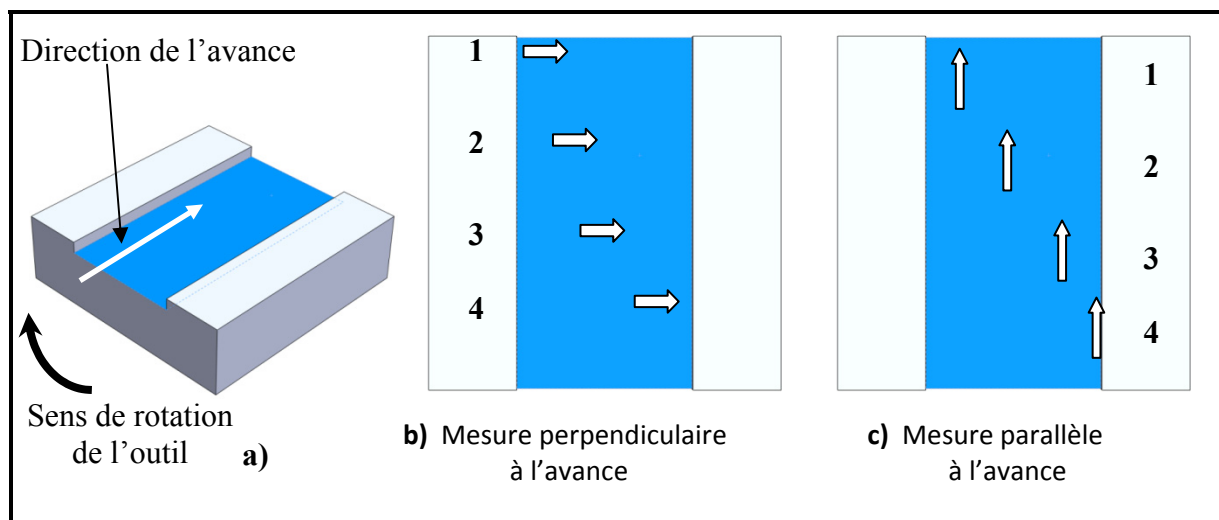 Direction de l’avance
Sens de rotation
de l’outil
a)
1
2
3
4
b) Mesure perpendiculaire
à l’avance
1
2
3
4
c) Mesure parallèle
à l’avance